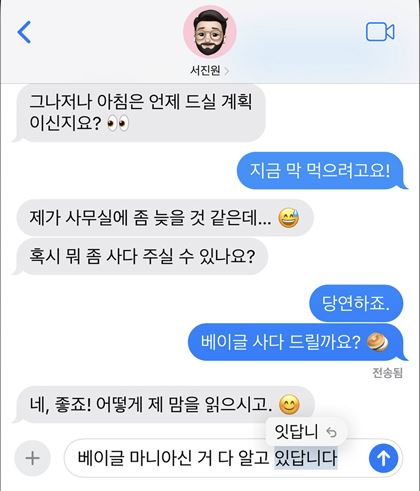 서진원
그나저나 아침은 언제 드실 계획
이신지요? 👀
지금 막 먹으려고요!
제가 사무실에 좀 늦을 것 같은데... 😅
혹시 뭐 좀 사다 주실 수 있나요?
당연하죠.
베이글 사다 드릴까요? 🥯
전송됨
네, 좋죠! 어떻게 제 맘을 읽으시고. 😊
잇답니
베이글 마니아신 거 다 알고 있답니다